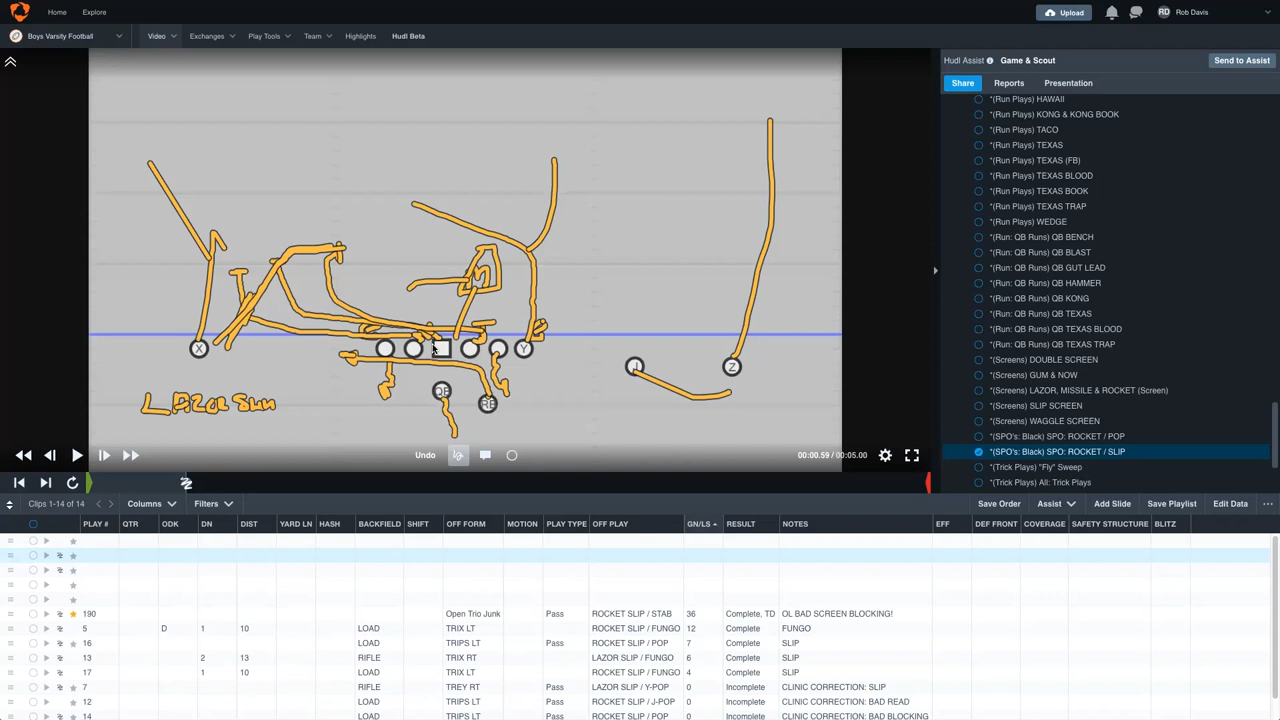 Home Explore Upload RD Rob Davis
Boys Varsity Football Video Exchanges Play Tools Team Highlights Hudl Beta
Hudl Assist Game & Scout Send to Assist
Share Reports Presentation
*(Run Plays) HAWAII
*(Run Plays) KONG & KONG BOOK
*(Run Plays) TACO
*(Run Plays) TEXAS
*(Run Plays) TEXAS (FB)
*(Run Plays) TEXAS BLOOD
*(Run Plays) TEXAS BOOK
*(Run Plays) TEXAS TRAP
*(Run Plays) WEDGE
*(Run: QB Runs) QB BENCH
*(Run: QB Runs) QB BLAST
*(Run: QB Runs) QB GUT LEAD
*(Run: QB Runs) QB HAMMER
*(Run: QB Runs) QB KONG
*(Run: QB Runs) QB TEXAS
*(Run: QB Runs) QB TEXAS BLOOD
*(Run: QB Runs) QB TEXAS TRAP
*(Screens) DOUBLE SCREEN
*(Screens) GUM & NOW
*(Screens) LAZOR, MISSILE & ROCKET (Screen)
*(Screens) SLIP SCREEN
*(Screens) WAGGLE SCREEN
*(SPO's: Black) SPO: ROCKET / POP
*(SPO's: Black) SPO: ROCKET / SLIP
*(Trick Plays) "Fly" Sweep
*(Trick Plays) All: Trick Plays
M
X Y
J Z
QB
RB
Undo 00:00.59 / 00:05.00
Clips 1-14 of 14 Columns Filters Save Order Assist Add Slide Save Playlist Edit Data
PLAY # QTR ODK DN DIST YARD LN HASH BACKFIELD SHIFT OFF FORM MOTION PLAY TYPE OFF PLAY GN/LS RESULT NOTES EFF DEF FRONT COVERAGE SAFETY STRUCTURE BLITZ
190 Open Trio Junk Pass ROCKET SLIP / STAB 36 Complete, TD OL BAD SCREEN BLOCKING!
5 D 1 10 LOAD TRIX LT ROCKET SLIP / FUNGO 12 Complete FUNGO
16 LOAD TRIPS LT Pass ROCKET SLIP / POP 7 Complete SLIP
13 2 13 RIFLE TRIX RT LAZOR SLIP / FUNGO 6 Complete SLIP
17 1 10 LOAD TRIX LT ROCKET SLIP / FUNGO 4 Complete SLIP
7 RIFLE TREY RT Pass LAZOR SLIP / Y-POP 0 Incomplete CLINIC CORRECTION: SLIP
12 LOAD TRIPS LT Pass ROCKET SLIP / J-POP 0 Incomplete CLINIC CORRECTION: BAD READ
14 LOAD TRIPS LT Pass ROCKET SLIP / POP 0 Incomplete CLINIC CORRECTION: BAD BLOCKING